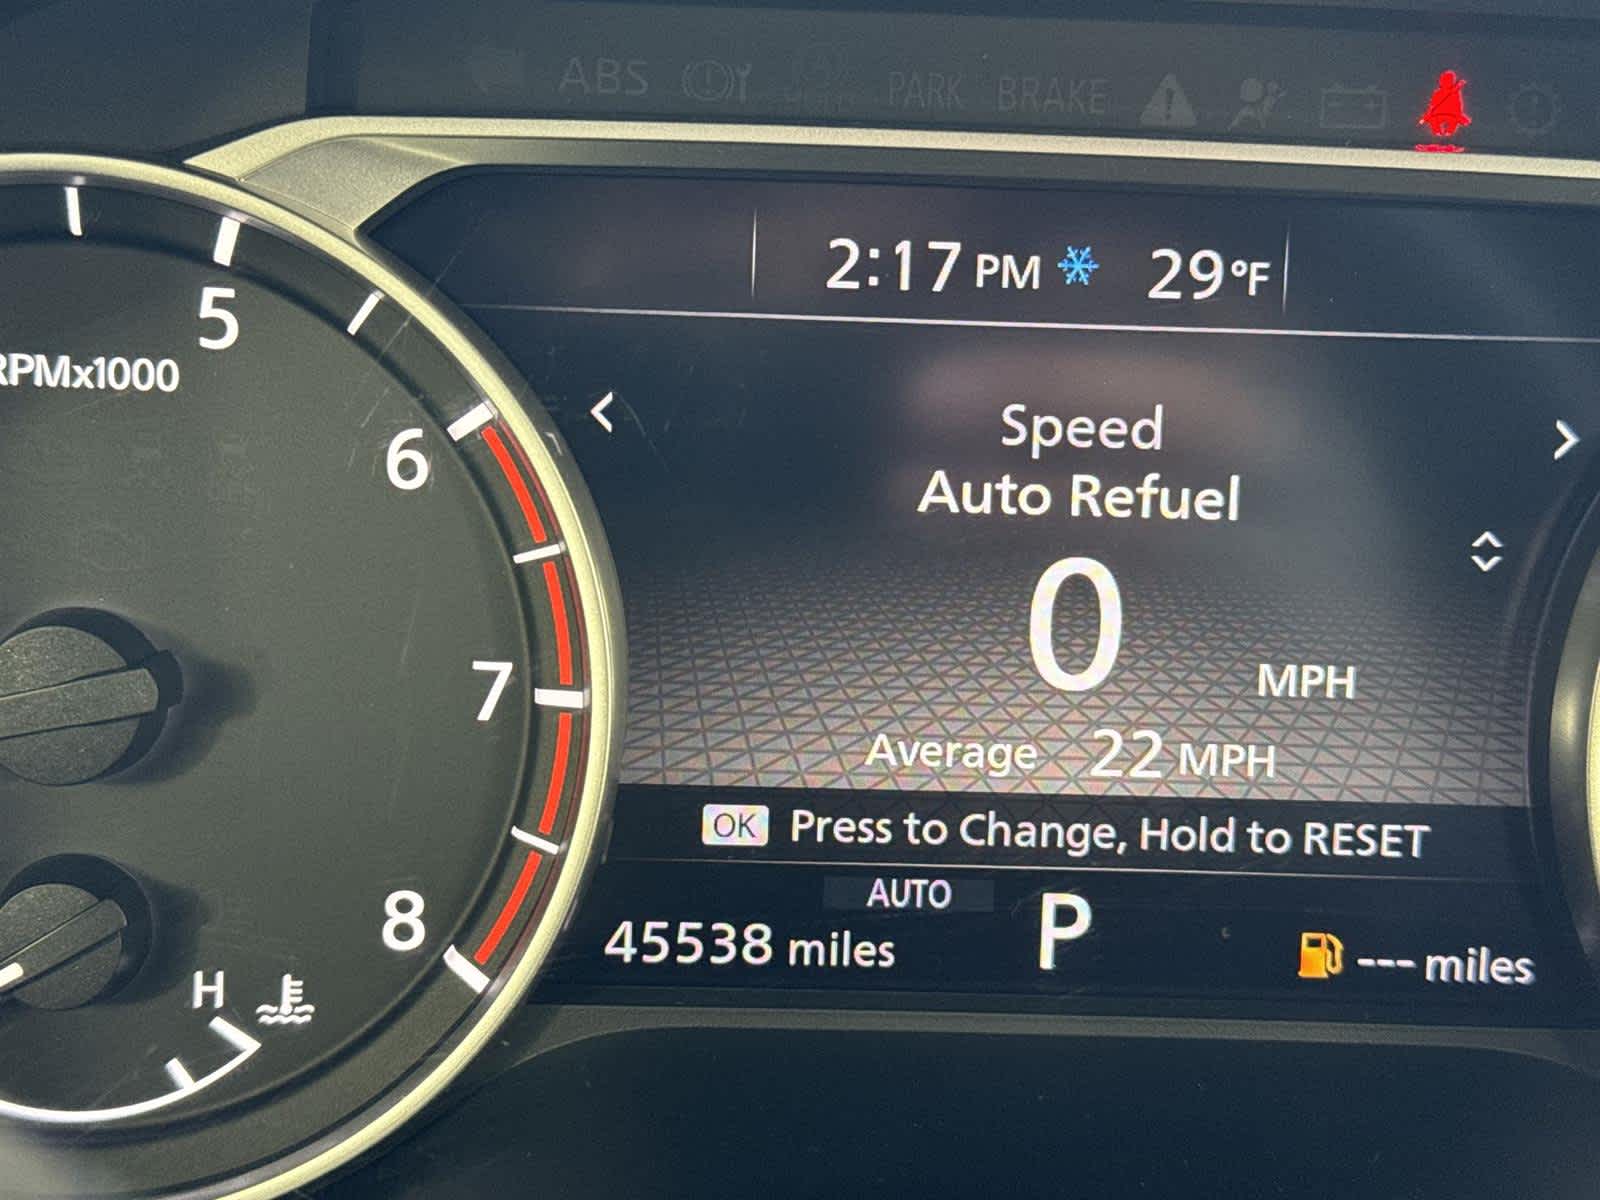 ABS
PARK BRAKE
2:17 PM 29°F
5
RPMx1000
6
7
8
H
Speed
Auto Refuel
0 MPH
Average 22 MPH
OK Press to Change, Hold to RESET
AUTO
45538 miles P --- miles